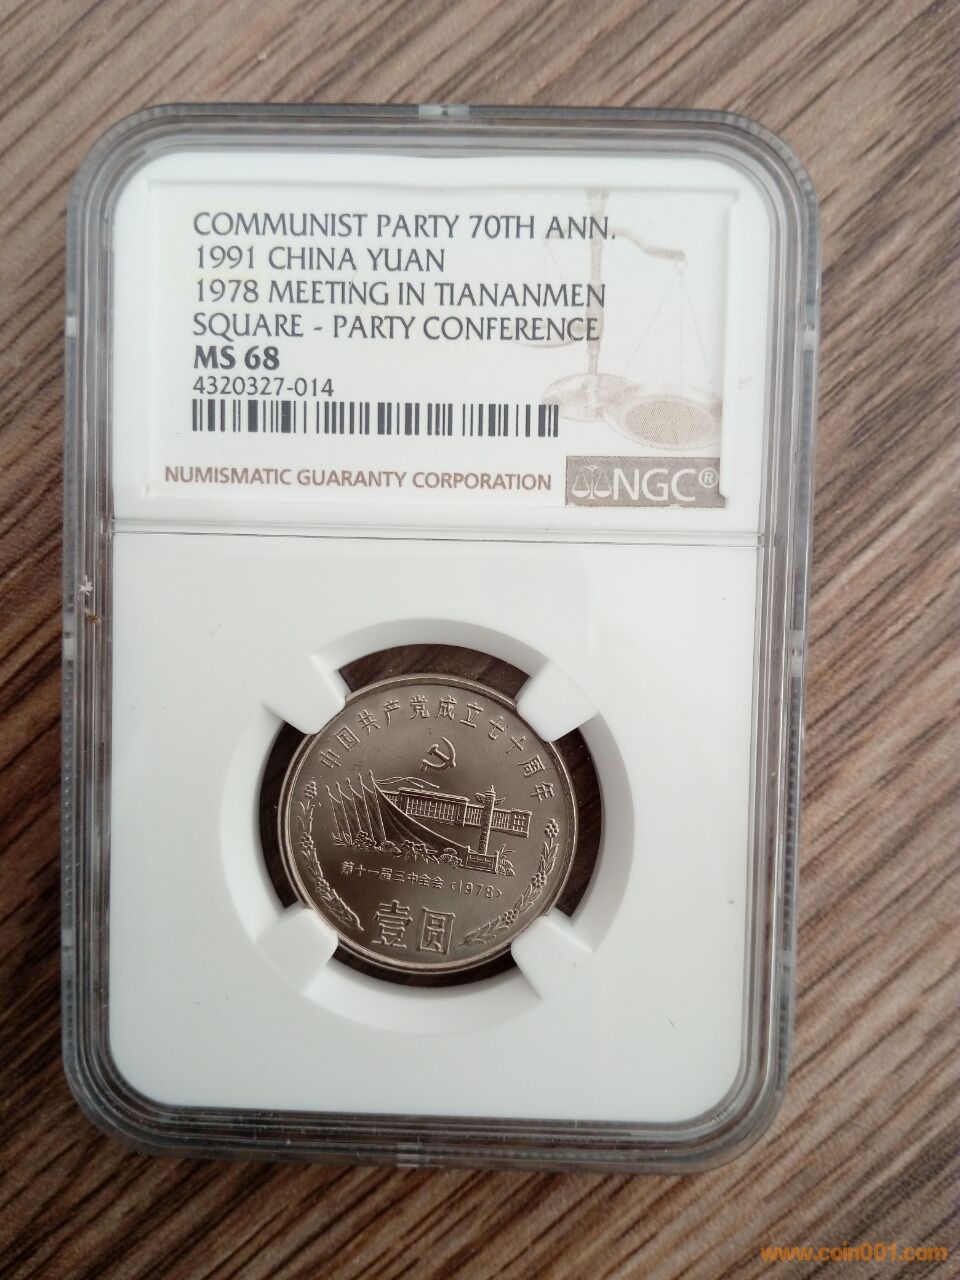 COMMUNIST PARTY 70TH ANN.
1991 CHINA YUAN
1978 MEETING IN TIANANMEN
SQUARE - PARTY CONFERENCE
MS 68
4320327-014
NUMISMATIC GUARANTY CORPORATION
NGC®
中国共产党成立七十周年
第十一届三中全会〈1978〉
壹圆
www.coin001.com